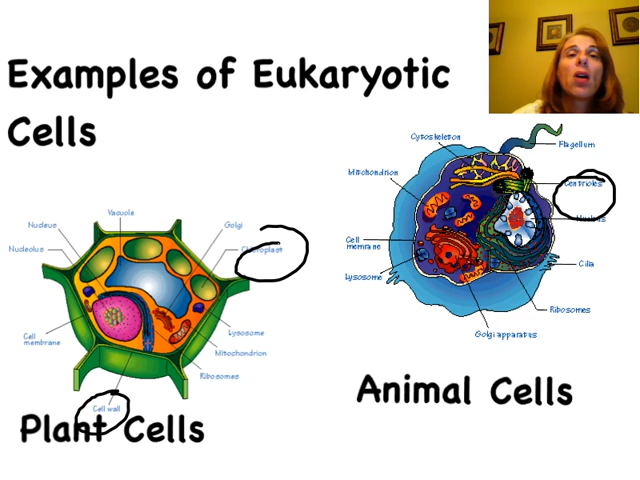 Examples of Eukaryotic
Cells
Cytoskeleton
Flagellum
Mitochondrion
Centrioles
Nucleus
Cell
membrane
Lysosome
Cilia
Ribosomes
Golgi apparatus
Animal Cells
Vacuole
Nucleus
Golgi
Nucleolus
Chloroplast
Cell
membrane
Lysosome
Mitochondrion
Ribosomes
Cell wall
Plant Cells